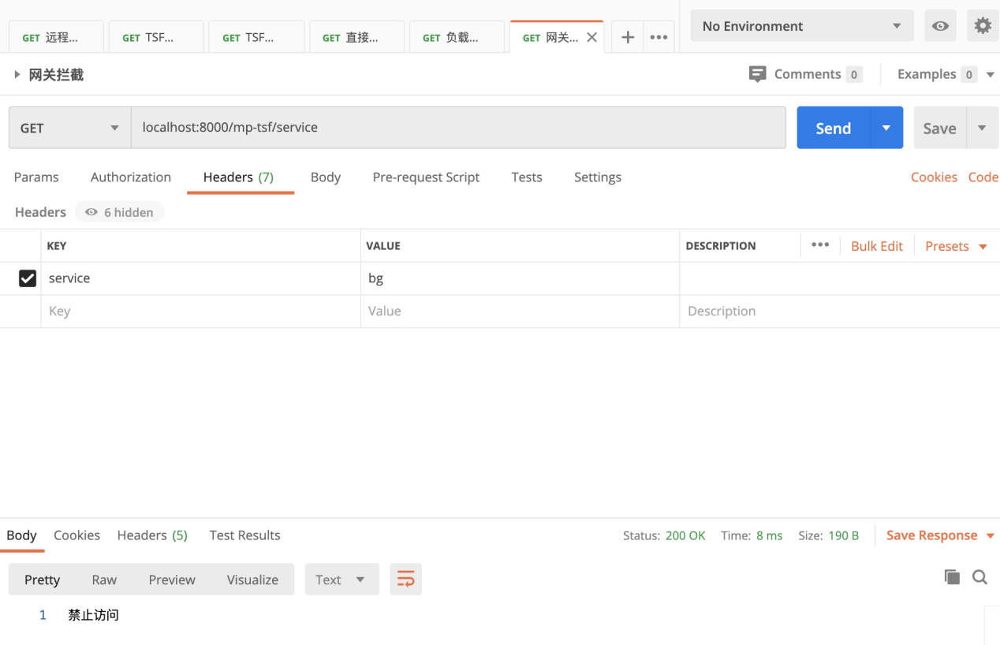 GET 远程... GET TSF... GET TSF... GET 直接... GET 负载... GET 网关... No Environment
网关拦截 Comments 0 Examples 0
GET localhost:8000/mp-tsf/service Send Save
Params Authorization Headers (7) Body Pre-request Script Tests Settings Cookies Code
Headers 6 hidden
KEY VALUE DESCRIPTION Bulk Edit Presets
service bg
Key Value Description
Body Cookies Headers (5) Test Results Status: 200 OK Time: 8 ms Size: 190 B Save Response
Pretty Raw Preview Visualize Text
1 禁止访问